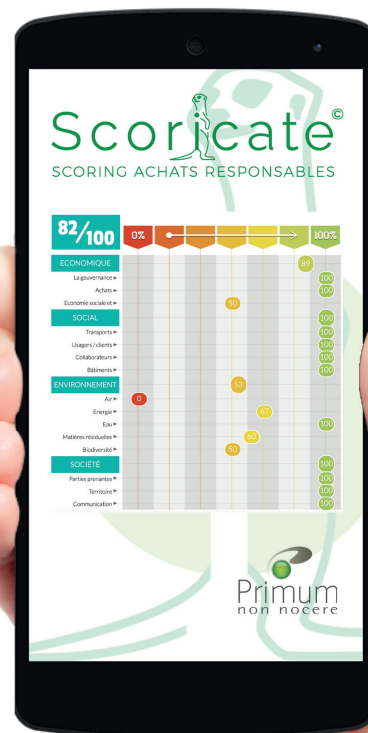 Scoricate©
SCORING ACHATS RESPONSABLES
82/100 0% 100%
ECONOMIQUE 89
La gouvernance 100
Achats 100
Economie sociale et 50
SOCIAL 100
Transports 100
Usagers / clients 100
Collaborateurs 100
Bâtiments 100
ENVIRONNEMENT 53
Air 0
Energie 67
Eau 100
Matières résiduelles 60
Biodiversité 50
SOCIÉTÉ 100
Parties prenantes 100
Territoire 100
Communication 100
Primum
non nocere